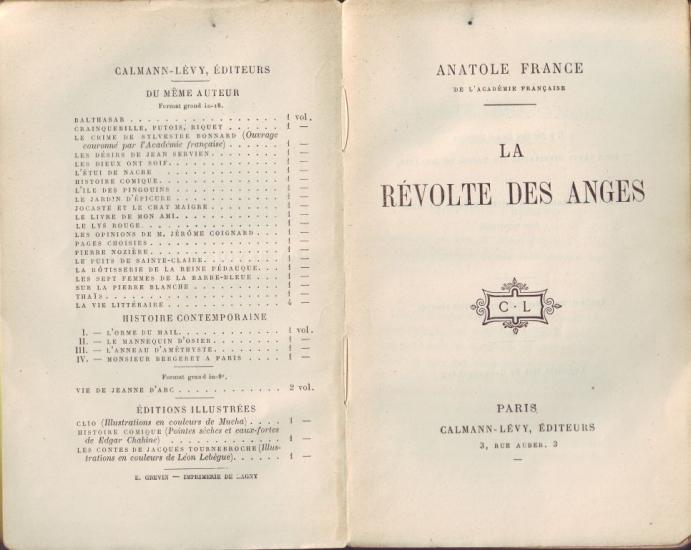 CALMANN-LÉVY, ÉDITEURS
DU MÊME AUTEUR
Format grand in-18.
BALTHASAR . . . . . . . . . . . . . . . . . 1 vol.
CRAINQUEBILLE, PUTOIS, RIQUET . . . . . . 1 —
LE CRIME DE SYLVESTRE BONNARD (Ouvrage
couronné par l'Académie française) . . . . . . 1 —
LES DÉSIRS DE JEAN SERVIEN. . . . . . . . 1 —
LES DIEUX ONT SOIF. . . . . . . . . . . . . 1 —
L'ÉTUI DE NACRE . . . . . . . . . . . . . . 1 —
HISTOIRE COMIQUE. . . . . . . . . . . . . . 1 —
L'ILE DES PINGOUINS . . . . . . . . . . . . 1 —
LE JARDIN D'ÉPICURE . . . . . . . . . . . . 1 —
JOCASTE ET LE CHAT MAIGRE. . . . . . . . . 1 —
LE LIVRE DE MON AMI. . . . . . . . . . . . 1 —
LE LYS ROUGE. . . . . . . . . . . . . . . . 1 —
LES OPINIONS DE M. JÉRÔME COIGNARD . . . 1 —
PAGES CHOISIES . . . . . . . . . . . . . . . 1 —
PIERRE NOZIÈRE. . . . . . . . . . . . . . . 1 —
LE PUITS DE SAINTE-CLAIRE. . . . . . . . . 1 —
LA RÔTISSERIE DE LA REINE PÉDAUQUE. . . 1 —
LES SEPT FEMMES DE LA BARBE-BLEUE . . . 1 —
SUR LA PIERRE BLANCHE . . . . . . . . . . 1 —
THAÏS . . . . . . . . . . . . . . . . . . . . 1 —
LA VIE LITTÉRAIRE . . . . . . . . . . . . . 4 —
HISTOIRE CONTEMPORAINE
I. — L'ORME DU MAIL. . . . . . . . . . . . 1 vol.
II. — LE MANNEQUIN D'OSIER. . . . . . . . 1 —
III. — L'ANNEAU D'AMÉTHYSTE. . . . . . . . 1 —
IV. — MONSIEUR BERGERET A PARIS . . . . 1 —
Format grand in-8°.
VIE DE JEANNE D'ARC . . . . . . . . . . . . 2 vol.
ÉDITIONS ILLUSTRÉES
CLIO (Illustrations en couleurs de Mucha) . . . . 1 —
HISTOIRE COMIQUE (Pointes sèches et eaux-fortes
de Edgar Chahine) . . . . . . . . . . . . . 1 —
LES CONTES DE JACQUES TOURNEBROCHE (Illus-
trations en couleurs de Léon Lebègue). . . . . . 1 —
E. GREVIN — IMPRIMERIE DE LAGNY
ANATOLE FRANCE
DE L'ACADÉMIE FRANÇAISE
LA
RÉVOLTE DES ANGES
C · L
PARIS
CALMANN-LÉVY, ÉDITEURS
3, RUE AUBER, 3